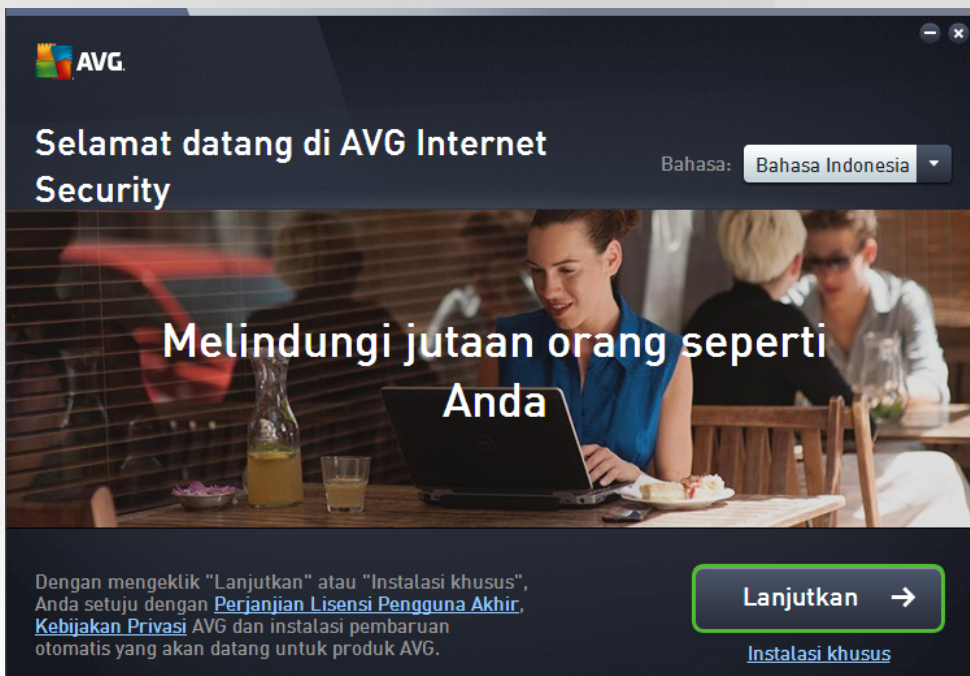 AVG.
Selamat datang di AVG Internet
Security
Bahasa:
Bahasa Indonesia
Melindungi jutaan orang seperti
Anda
Dengan mengeklik "Lanjutkan" atau "Instalasi khusus",
Anda setuju dengan Perjanjian Lisensi Pengguna Akhir,
Kebijakan Privasi AVG dan instalasi pembaruan
otomatis yang akan datang untuk produk AVG.
Lanjutkan →
Instalasi khusus